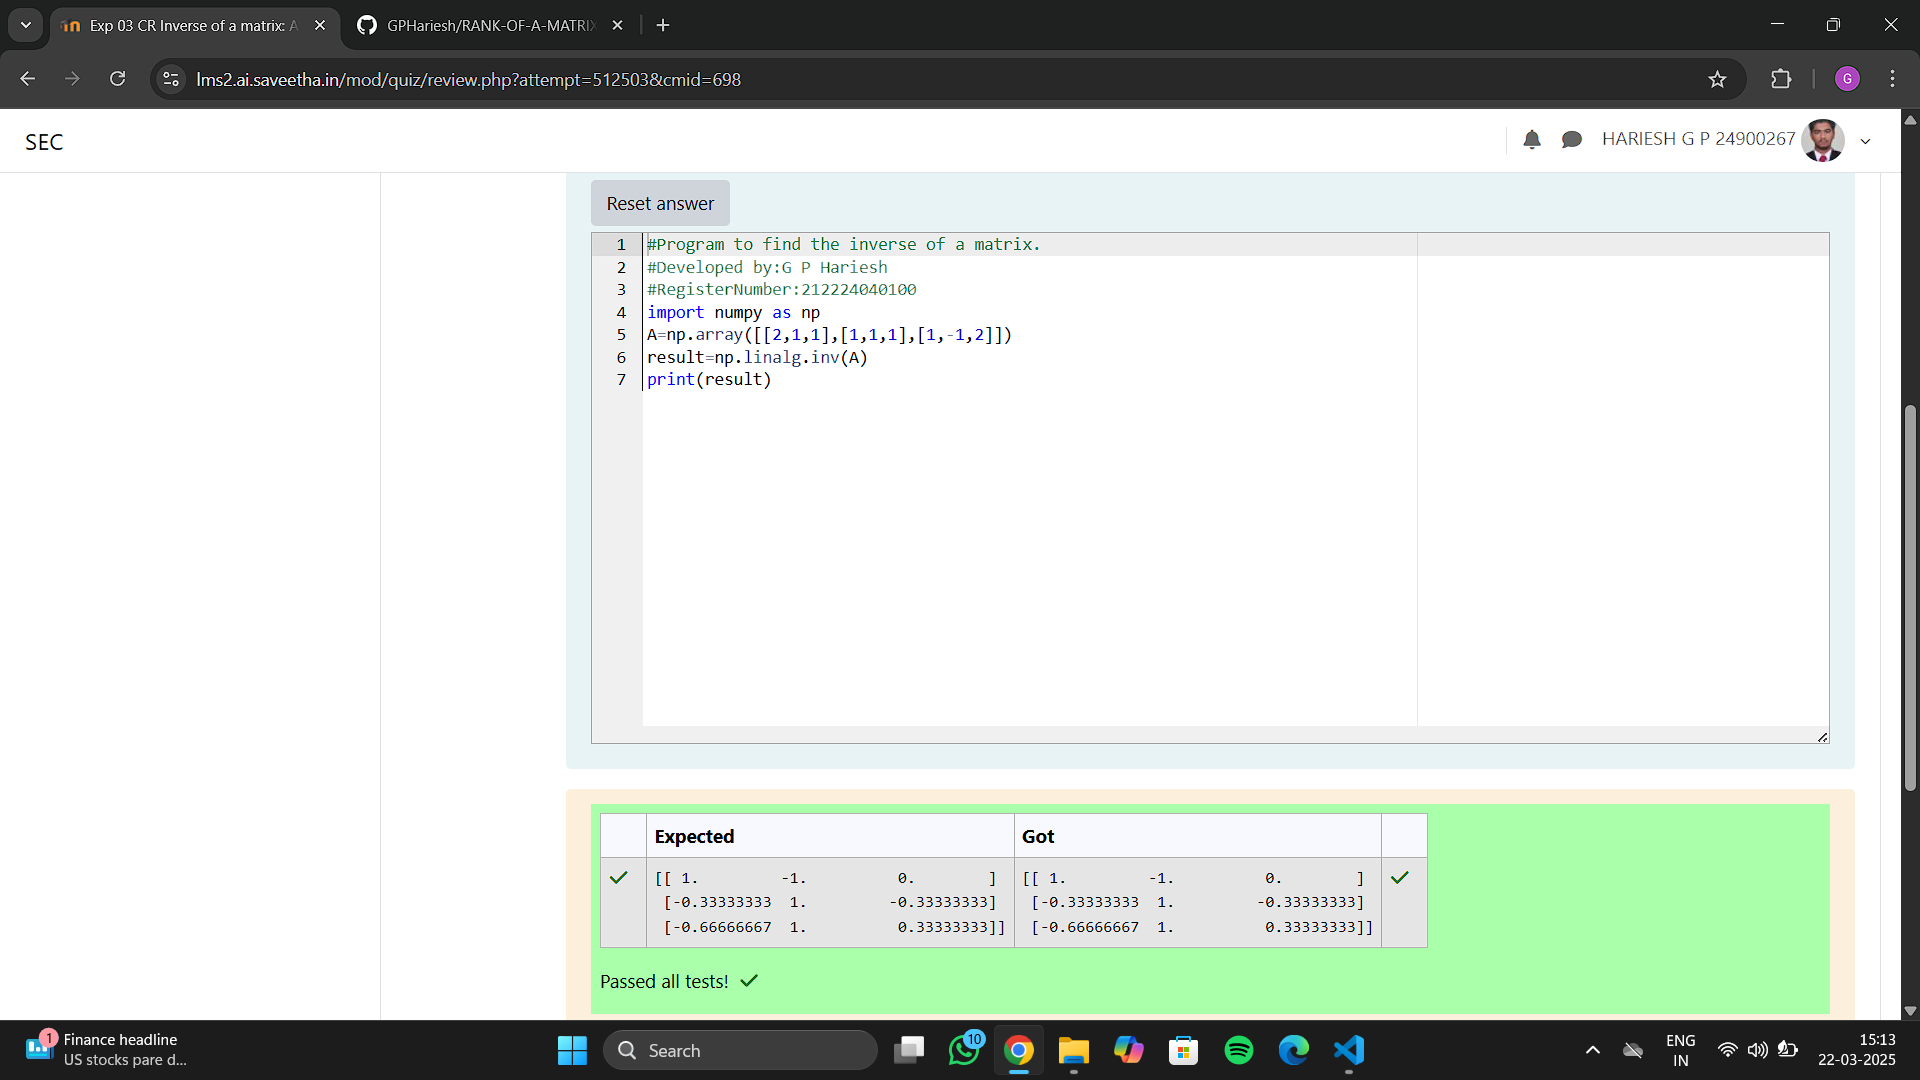 Exp 03 CR Inverse of a matrix: A
GPHariesh/RANK-OF-A-MATRIX
lms2.ai.saveetha.in/mod/quiz/review.php?attempt=512503&cmid=698
G
SEC
HARIESH G P 24900267
Reset answer
1 #Program to find the inverse of a matrix.
2 #Developed by:G P Hariesh
3 #RegisterNumber:212224040100
4 import numpy as np
5 A=np.array([[2,1,1],[1,1,1],[1,-1,2]])
6 result=np.linalg.inv(A)
7 print(result)
Expected Got
[[ 1. -1. 0. ] [[ 1. -1. 0. ]
[-0.33333333 1. -0.33333333] [-0.33333333 1. -0.33333333]
[-0.66666667 1. 0.33333333]] [-0.66666667 1. 0.33333333]]
Passed all tests!
1
Finance headline
US stocks pare d...
Search
10
ENG
IN
15:13
22-03-2025